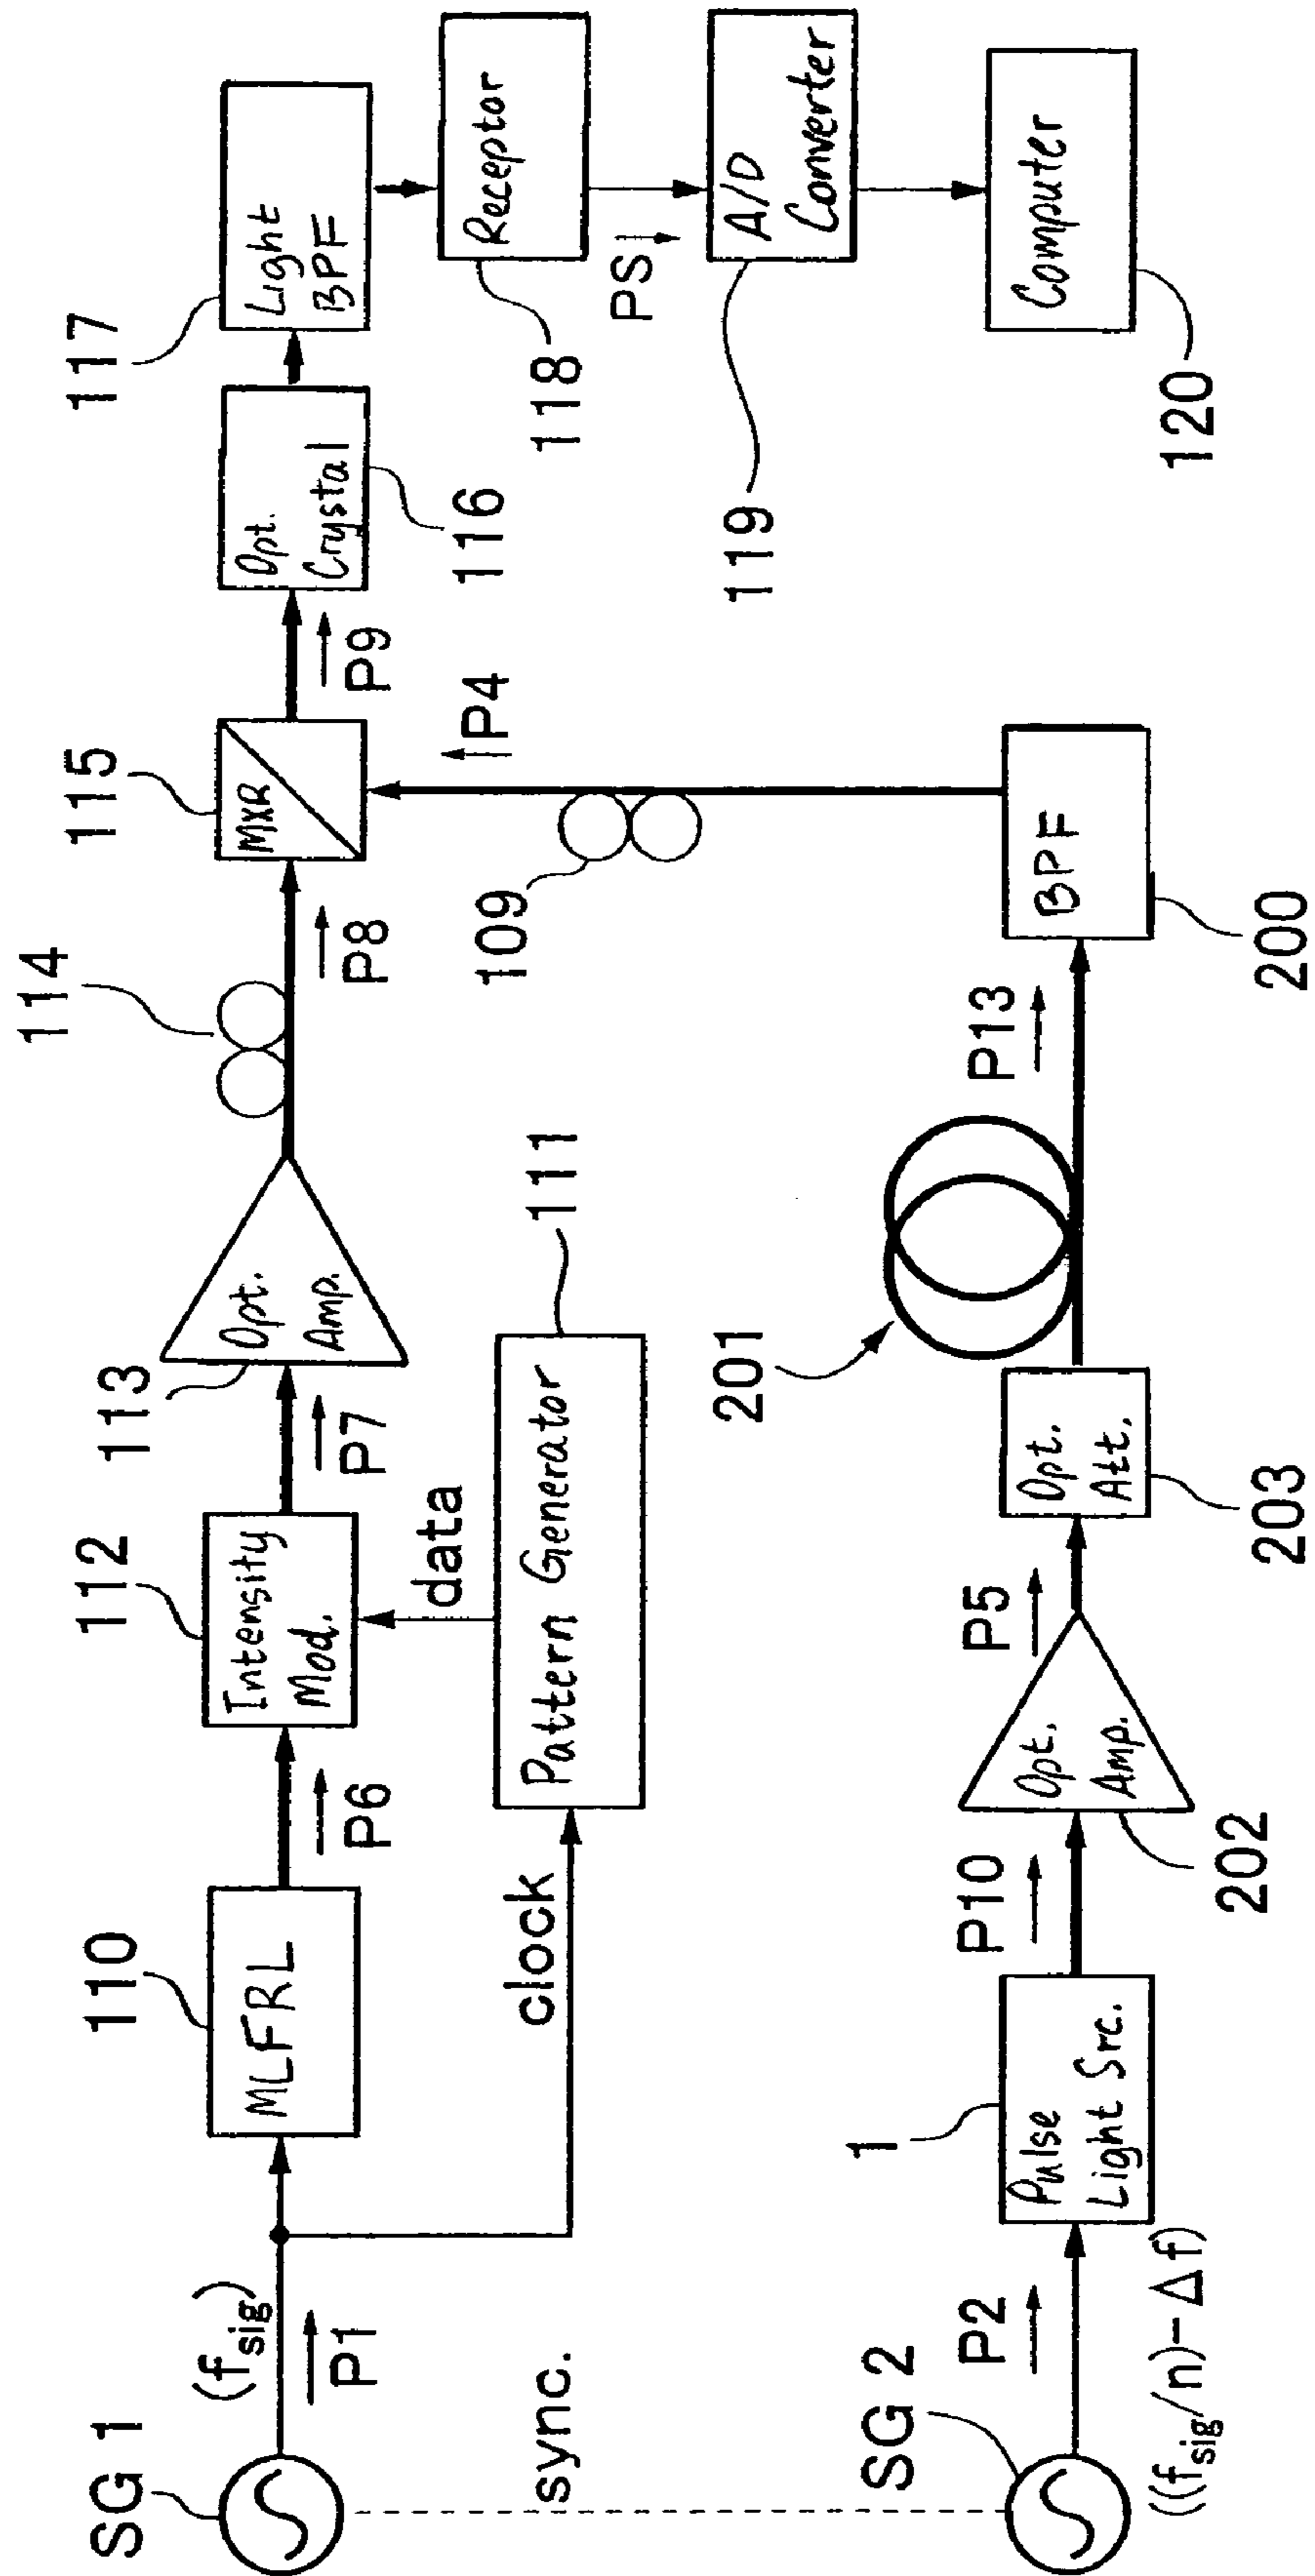 SG 1
(f_sig)
P1
110
MLFRL
P6
112
Intensity
Mod.
P7
113
Opt.
Amp.
114
P8
115
MXR
P9
Opt.
Crystal
116
117
Light
BPF
Receptor
118
PS
A/D
Converter
119
Computer
120
clock
data
Pattern Generator
111
sync.
P4
109
SG 2
P2
((f_sig/n)-Δf)
1
Pulse
Light Src.
P10
Opt.
Amp.
202
P5
Opt.
Att.
203
201
P13
BPF
200